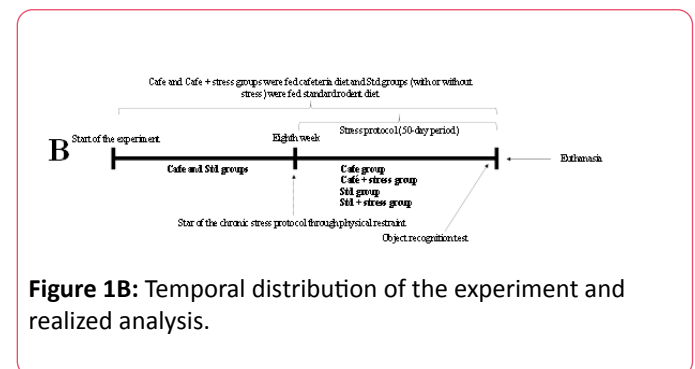 Cafe and Cafe + stress groups were fed cafeteria diet and Std groups (with or without
stress) were fed standard rodent diet.
Stress protocol (50-day period)
Start of the experiment
Eighth week
B
Euthanasia
Cafe and Std groups
Cafe group
Café + stress group
Std group
Std + stress group
Star of the chronic stress protocol through physical restraint
Object recognition test
Figure 1B: Temporal distribution of the experiment and
realized analysis.